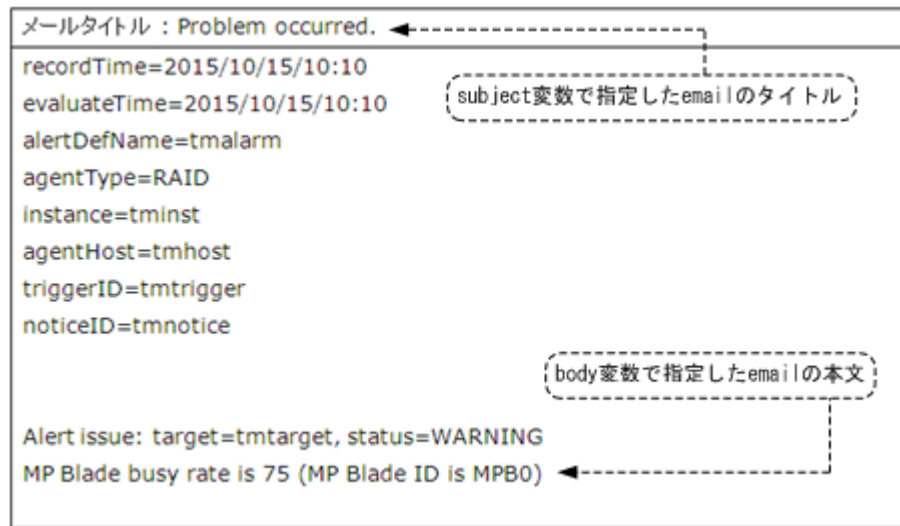 メールタイトル : Problem occurred.
recordTime=2015/10/15/10:10
evaluateTime=2015/10/15/10:10
subject変数で指定したemailのタイトル
alertDefName=tmalarm
agentType=RAID
instance=tminst
agentHost=tmhost
triggerID=tmtrigger
noticeID=tmnotice
body変数で指定したemailの本文
Alert issue: target=tmtarget, status=WARNING
MP Blade busy rate is 75 (MP Blade ID is MPB0)